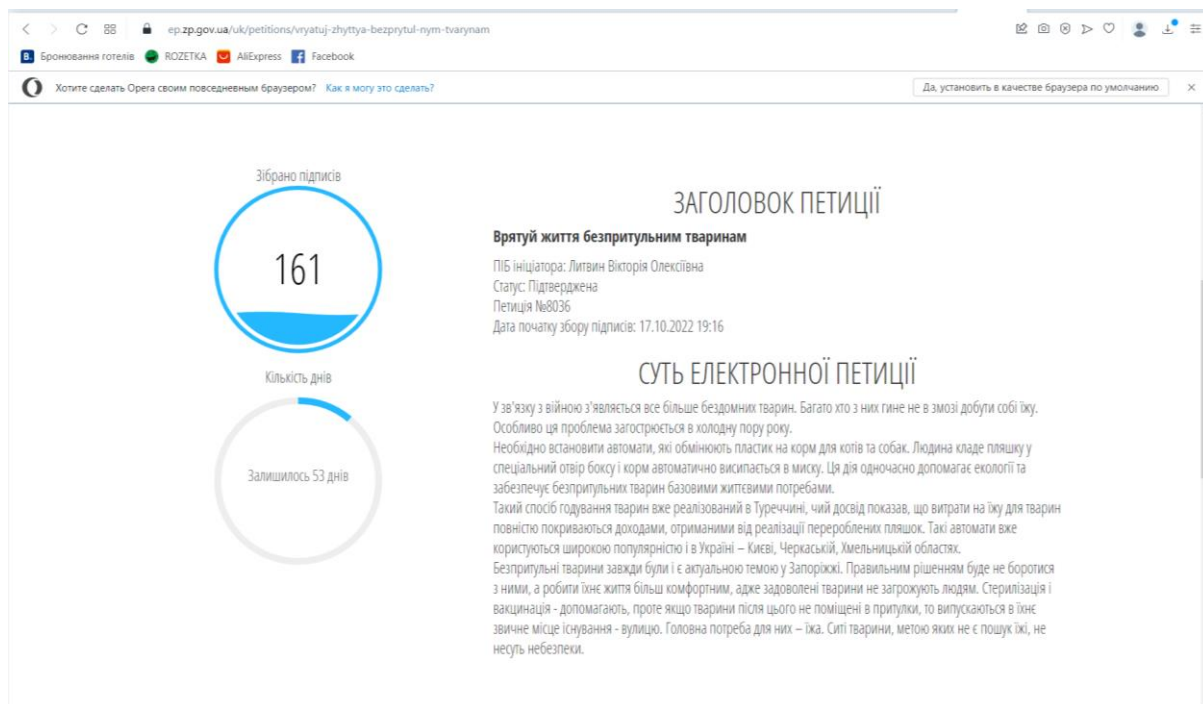 ep.zp.gov.ua/uk/petitions/vryatuj-zhyttya-bezprytul-nym-tvarynam
B. Бронювання готелів ROZETKA AliExpress Facebook
Хотите сделать Opera своим повседневным браузером? Как я могу это сделать? Да, установить в качестве браузера по умолчанию
Зібрано підписів
161
Кількість днів
Залишилось 53 днів
ЗАГОЛОВОК ПЕТИЦІЇ
Врятуй життя безпритульним тваринам
ПІБ ініціатора: Литвин Вікторія Олексіївна
Статус: Підтверджена
Петиція №8036
Дата початку збору підписів: 17.10.2022 19:16
СУТЬ ЕЛЕКТРОННОЇ ПЕТИЦІЇ
У зв'язку з війною з'являється все більше бездомних тварин. Багато хто з них гине не в змозі добути собі їжу.
Особливо ця проблема загострюється в холодну пору року.
Необхідно встановити автомати, які обмінюють пластик на корм для котів та собак. Людина кладе пляшку у
спеціальний отвір боксу і корм автоматично висипається в миску. Ця дія одночасно допомагає екології та
забезпечує безпритульних тварин базовими життєвими потребами.
Такий спосіб годування тварин вже реалізований в Туреччині, чий досвід показав, що витрати на їжу для тварин
повністю покриваються доходами, отриманими від реалізації перероблених пляшок. Такі автомати вже
користуються широкою популярністю і в Україні – Києві, Черкаській, Хмельницькій областях.
Безпритульні тварини завжди були і є актуальною темою у Запоріжжі. Правильним рішенням буде не боротися
з ними, а робити їхнє життя більш комфортним, адже задоволені тварини не загрожують людям. Стерилізація і
вакцинація - допомагають, проте якщо тварини після цього не поміщені в притулки, то випускаються в їхнє
звичне місце існування - вулицю. Головна потреба для них – їжа. Ситі тварини, метою яких не є пошук їжі, не
несуть небезпеки.